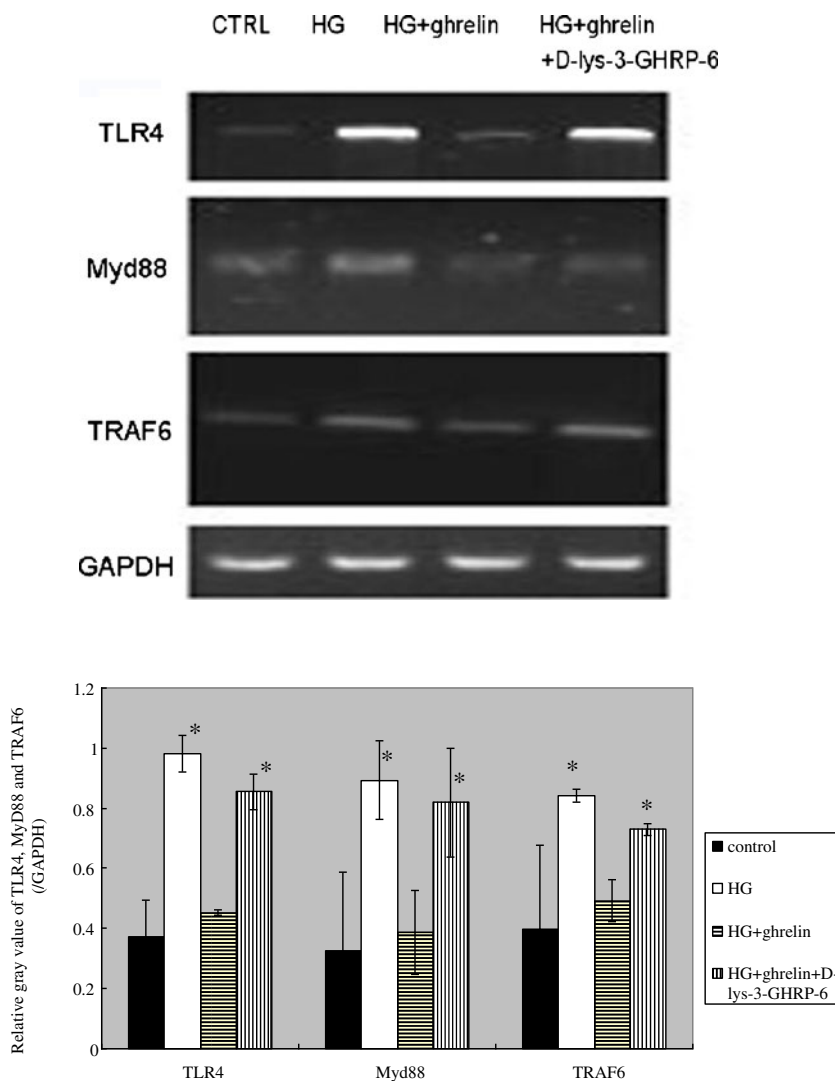 CTRL HG HG+ghrelin HG+ghrelin
+D-lys-3-GHRP-6
TLR4
Myd88
TRAF6
GAPDH
Relative gray value of TLR4, MyD88 and TRAF6
(/GAPDH)
1.2
1
0.8
0.6
0.4
0.2
0
* * * * * *
TLR4 Myd88 TRAF6
control
HG
HG+ghrelin
HG+ghrelin+D-
lys-3-GHRP-6